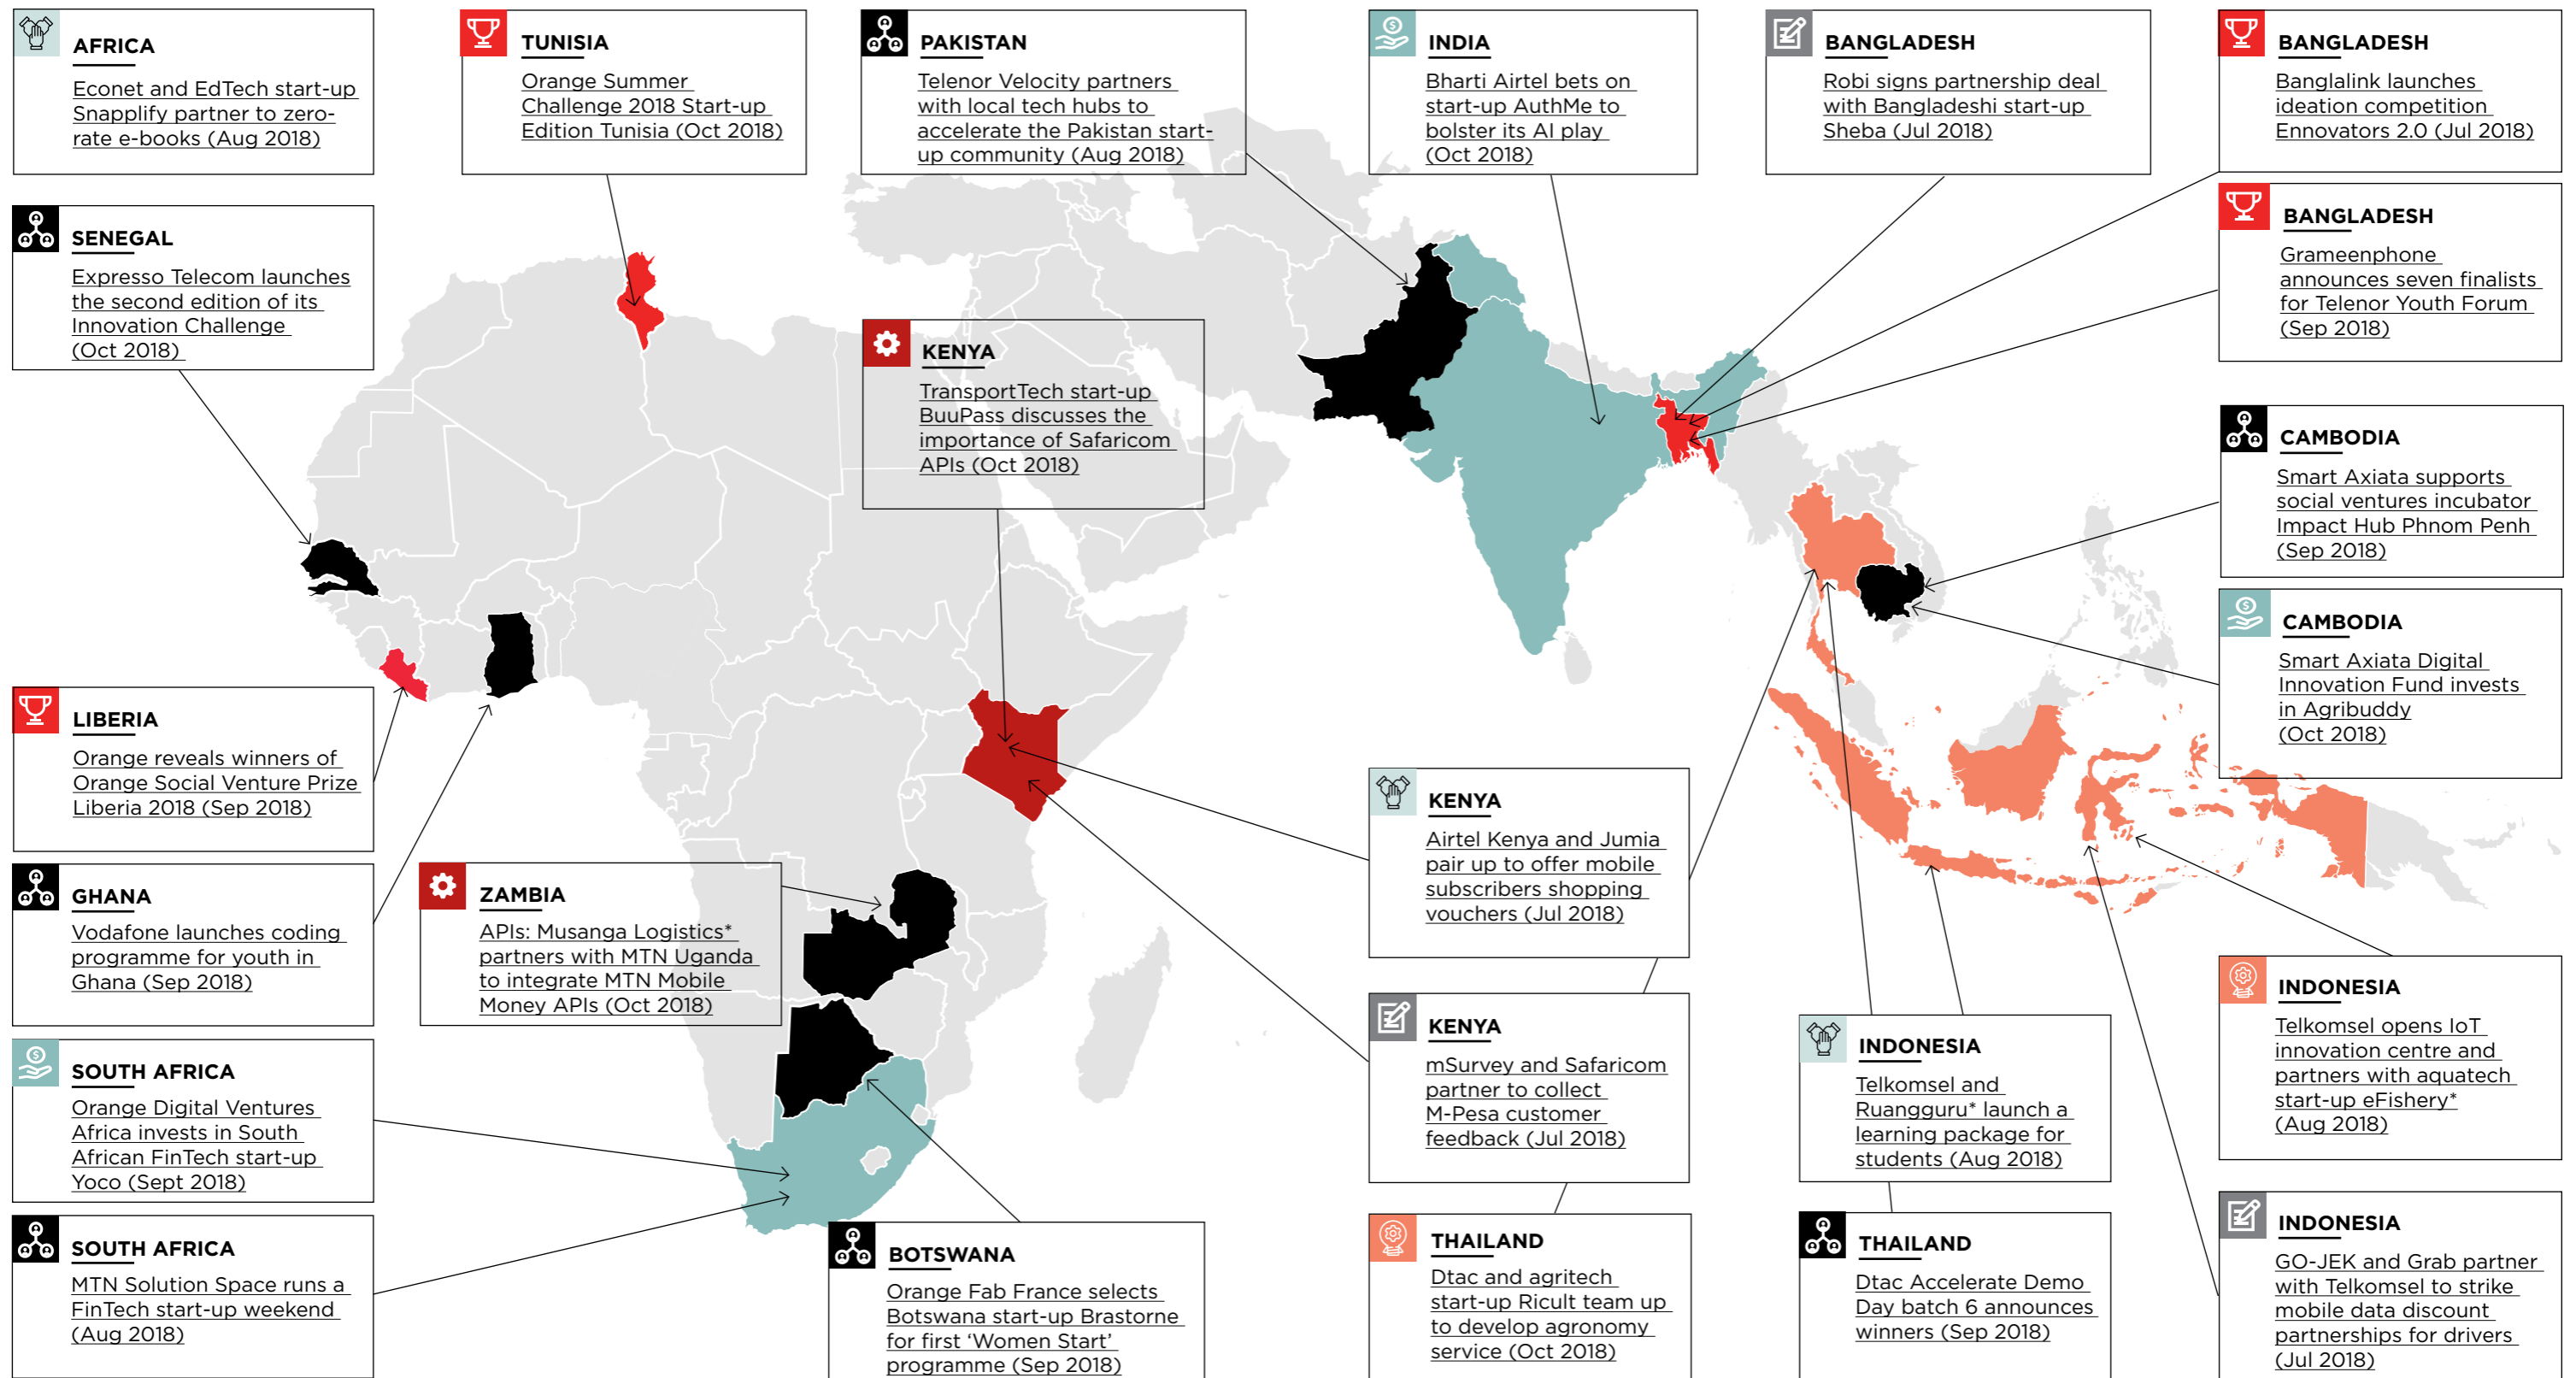 AFRICA
Econet and EdTech start-up
Snapplify partner to zero-
rate e-books (Aug 2018)
TUNISIA
Orange Summer
Challenge 2018 Start-up
Edition Tunisia (Oct 2018)
PAKISTAN
Telenor Velocity partners
with local tech hubs to
accelerate the Pakistan start-
up community (Aug 2018)
INDIA
Bharti Airtel bets on
start-up AuthMe to
bolster its AI play
(Oct 2018)
BANGLADESH
Robi signs partnership deal
with Bangladeshi start-up
Sheba (Jul 2018)
BANGLADESH
Banglalink launches
ideation competition
Ennovators 2.0 (Jul 2018)
BANGLADESH
Grameenphone
announces seven finalists
for Telenor Youth Forum
(Sep 2018)
SENEGAL
Expresso Telecom launches
the second edition of its
Innovation Challenge
(Oct 2018)
KENYA
TransportTech start-up
BuuPass discusses the
importance of Safaricom
APIs (Oct 2018)
CAMBODIA
Smart Axiata supports
social ventures incubator
Impact Hub Phnom Penh
(Sep 2018)
CAMBODIA
Smart Axiata Digital
Innovation Fund invests
in Agribuddy
(Oct 2018)
LIBERIA
Orange reveals winners of
Orange Social Venture Prize
Liberia 2018 (Sep 2018)
GHANA
Vodafone launches coding
programme for youth in
Ghana (Sep 2018)
ZAMBIA
APIs: Musanga Logistics*
partners with MTN Uganda
to integrate MTN Mobile
Money APIs (Oct 2018)
KENYA
Airtel Kenya and Jumia
pair up to offer mobile
subscribers shopping
vouchers (Jul 2018)
KENYA
mSurvey and Safaricom
partner to collect
M-Pesa customer
feedback (Jul 2018)
INDONESIA
Telkomsel and
Ruangguru* launch a
learning package for
students (Aug 2018)
INDONESIA
Telkomsel opens IoT
innovation centre and
partners with aquatech
start-up eFishery*
(Aug 2018)
SOUTH AFRICA
Orange Digital Ventures
Africa invests in South
African FinTech start-up
Yoco (Sept 2018)
SOUTH AFRICA
MTN Solution Space runs a
FinTech start-up weekend
(Aug 2018)
BOTSWANA
Orange Fab France selects
Botswana start-up Brastorne
for first ‘Women Start’
programme (Sep 2018)
THAILAND
Dtac and agritech
start-up Ricult team up
to develop agronomy
service (Oct 2018)
THAILAND
Dtac Accelerate Demo
Day batch 6 announces
winners (Sep 2018)
INDONESIA
GO-JEK and Grab partner
with Telkomsel to strike
mobile data discount
partnerships for drivers
(Jul 2018)